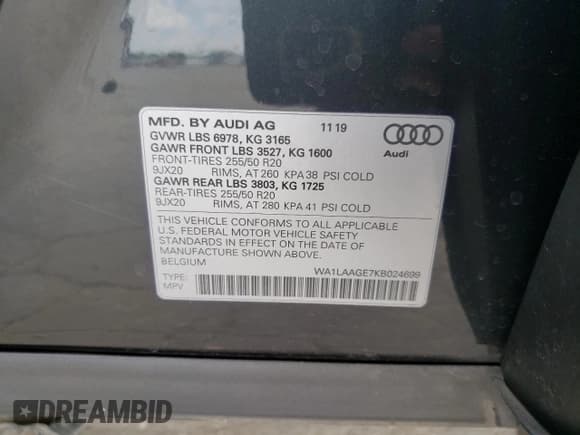 MFD. BY AUDI AG 11 19
GVWR LBS 6978, KG 3165
GAWR FRONT LBS 3527, KG 1600
FRONT-TIRES 255/50 R20
9JX20 RIMS, AT 260 KPA 38 PSI COLD
GAWR REAR LBS 3803, KG 1725
REAR-TIRES 255/50 R20
9JX20 RIMS, AT 280 KPA 41 PSI COLD
Audi
THIS VEHICLE CONFORMS TO ALL APPLICABLE
U.S. FEDERAL MOTOR VEHICLE SAFETY
STANDARDS IN EFFECT ON THE DATE OF
MANUFACTURE SHOWN ABOVE.
BELGIUM WA1LAAGE7KB024699
TYPE:
MPV
DREAMBID